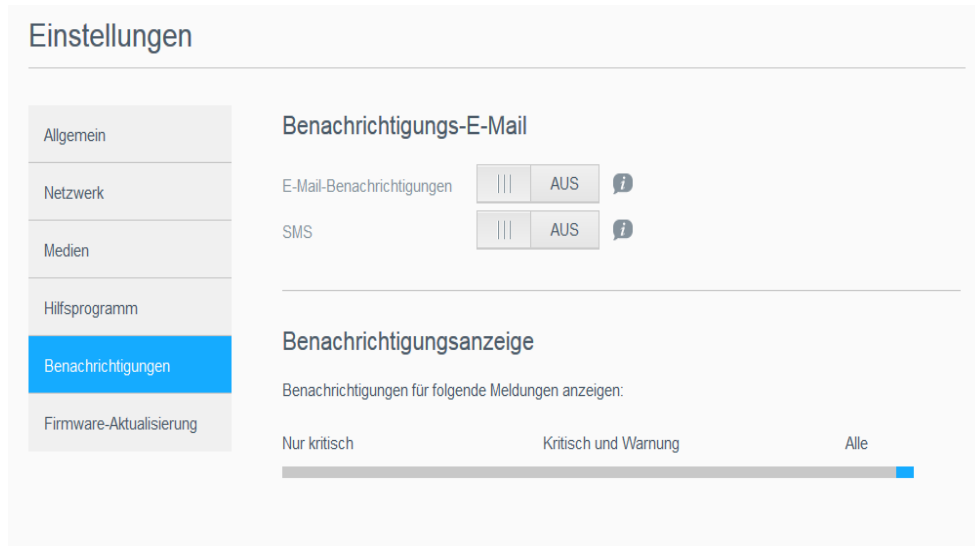 Einstellungen
Allgemein
Netzwerk
Medien
Hilfsprogramm
Benachrichtigungen
Firmware-Aktualisierung
Benachrichtigungs-E-Mail
E-Mail-Benachrichtigungen AUS
SMS AUS
Benachrichtigungsanzeige
Benachrichtigungen für folgende Meldungen anzeigen:
Nur kritisch Kritisch und Warnung Alle